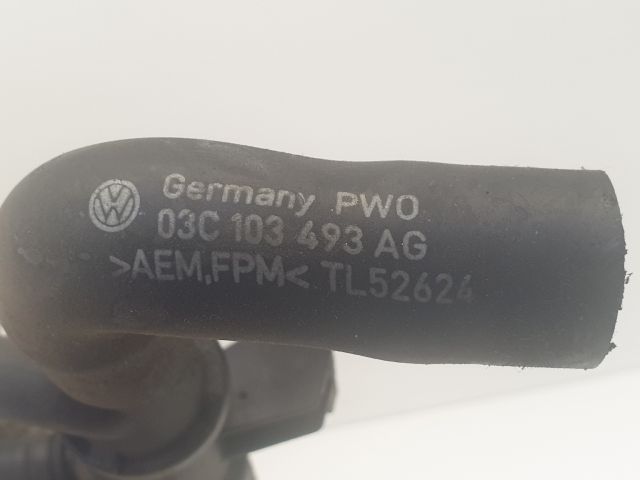 Germany PWO
03C 103 493 AG
>AEM,FPM< TL52624